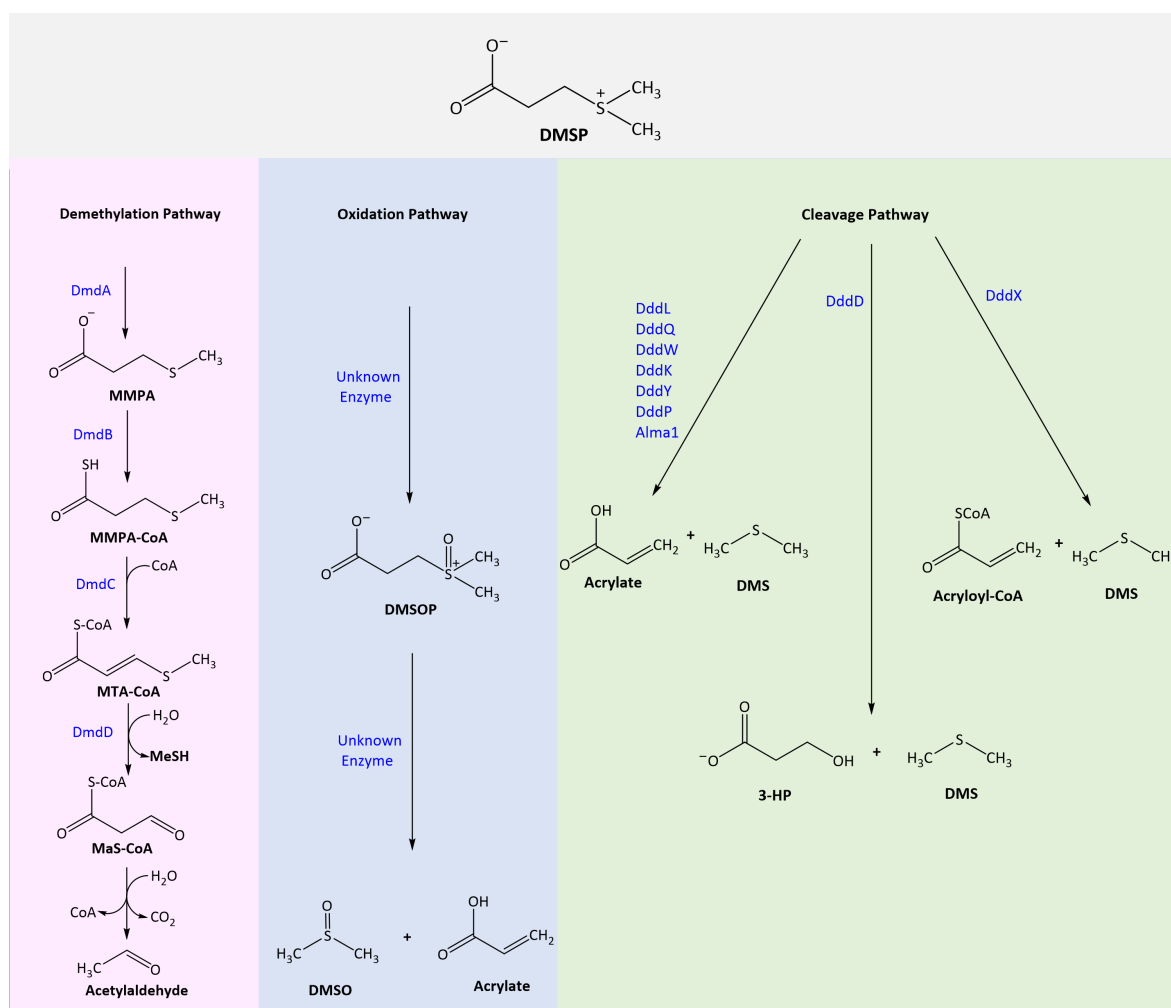 O−
O
+
S
CH3
CH3
DMSP
Demethylation Pathway
DmdA
O−
O
S
CH3
MMPA
DmdB
SH
O
S
CH3
MMPA-CoA
CoA
DmdC
S-CoA
O
S
CH3
MTA-CoA
H2O
DmdD
MeSH
S-CoA
O
O
MaS-CoA
H2O
CoA
CO2
H3C
O
Acetylaldehyde
Oxidation Pathway
Unknown
Enzyme
O−
O
O
S+
CH3
CH3
DMSOP
Unknown
Enzyme
O
S
H3C
CH3
DMSO
+
OH
O
CH2
Acrylate
Cleavage Pathway
DddL
DddQ
DddW
DddK
DddY
DddP
Alma1
DddD
DddX
OH
O
CH2
Acrylate
+
S
H3C
CH3
DMS
SCoA
O
CH2
Acryloyl-CoA
+
S
H3C
CH
DMS
O
−O
OH
3-HP
+
S
H3C
CH3
DMS